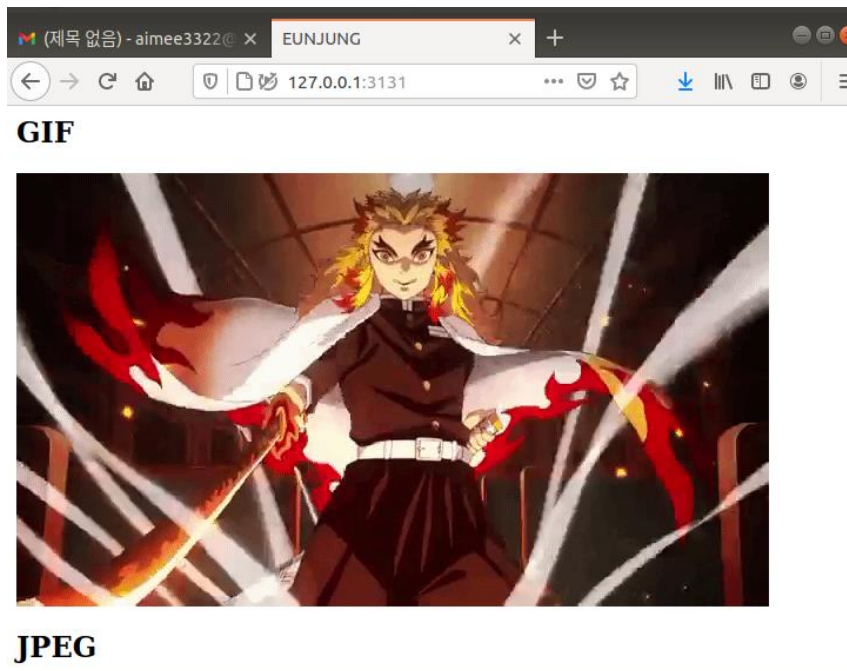 (제목 없음) - aimee3322@
EUNJUNG
127.0.0.1:3131
GIF
JPEG